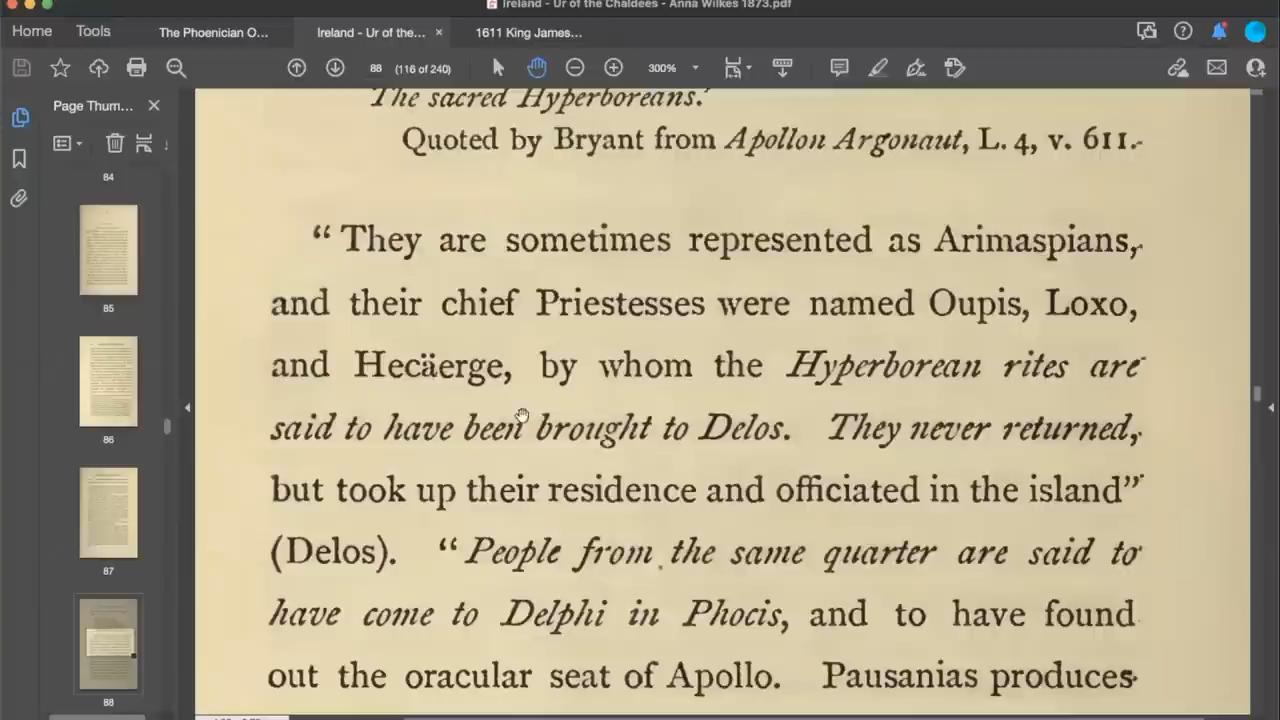 Ireland - Ur of the Chaldees - Anna Wilkes 1873.pdf
Home Tools The Phoenician O... Ireland - Ur of the... × 1611 King James...
88 (116 of 240) 300%
Page Thum...
84
85
86
87
88
The sacred Hyperboreans.'
Quoted by Bryant from Apollon Argonaut, L. 4, v. 611.
“ They are sometimes represented as Arimaspians,
and their chief Priestesses were named Oupis, Loxo,
and Hecäerge, by whom the Hyperborean rites are
said to have been brought to Delos. They never returned,
but took up their residence and officiated in the island”
(Delos). “ People from the same quarter are said to
have come to Delphi in Phocis, and to have found
out the oracular seat of Apollo. Pausanias produces